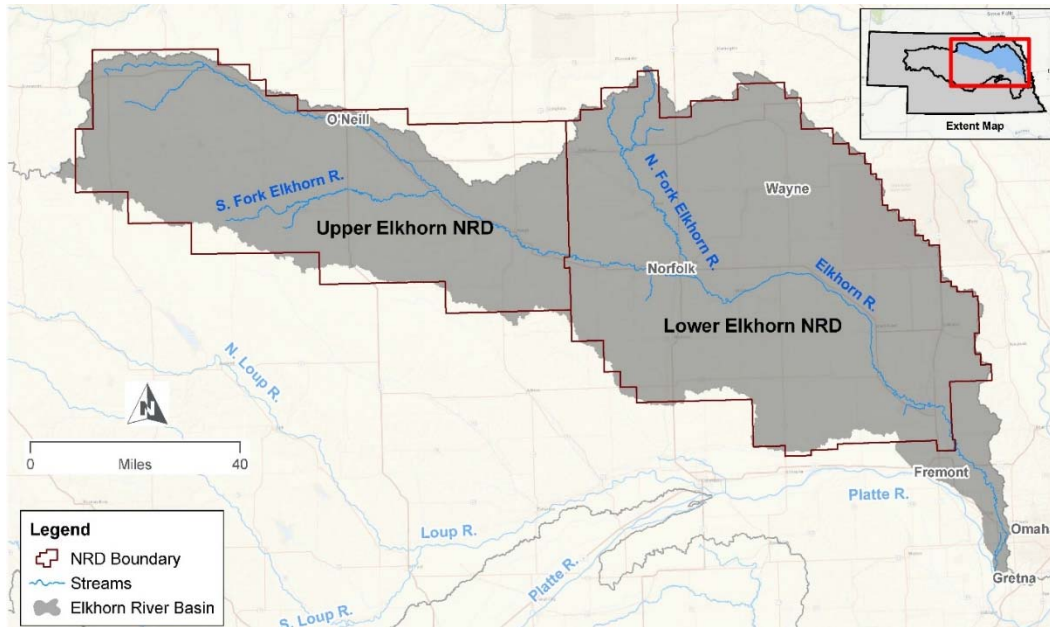 Extent Map
O'Neill
S. Fork Elkhorn R.
Upper Elkhorn NRD
N. Fork Elkhorn R.
Wayne
Norfolk
Elkhorn R.
Lower Elkhorn NRD
N. Loup R.
N
0 40
Miles
Fremont
Platte R.
Loup R.
Platte R.
Omah
Gretna
S. Loup R.
Legend
NRD Boundary
Streams
Elkhorn River Basin